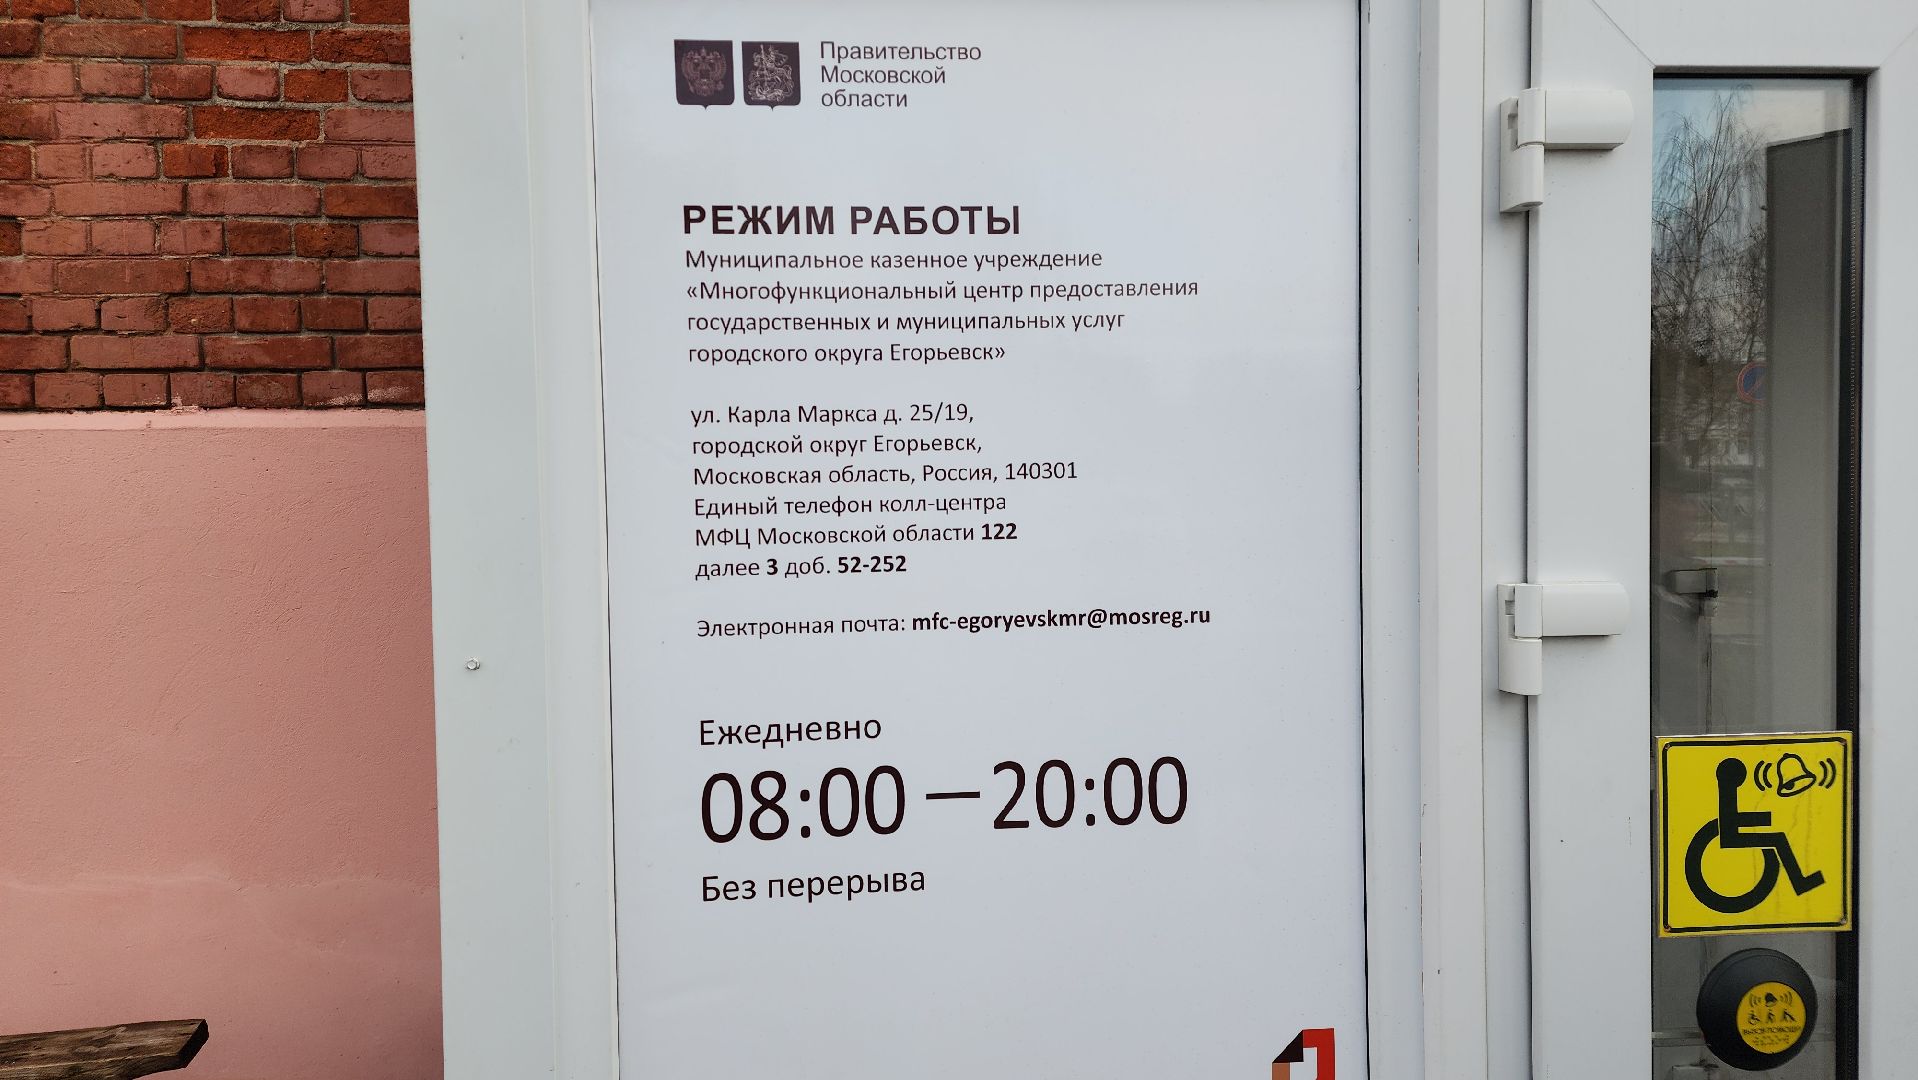 Правительство
Московской
области
РЕЖИМ РАБОТЫ
Муниципальное казенное учреждение
«Многофункциональный центр предоставления
государственных и муниципальных услуг
городского округа Егорьевск»
ул. Карла Маркса д. 25/19,
городской округ Егорьевск,
Московская область, Россия, 140301
Единый телефон колл-центра
МФЦ Московской области 122
далее 3 доб. 52-252
Электронная почта: mfc-egoryevskmr@mosreg.ru
Ежедневно
08:00 — 20:00
Без перерыва